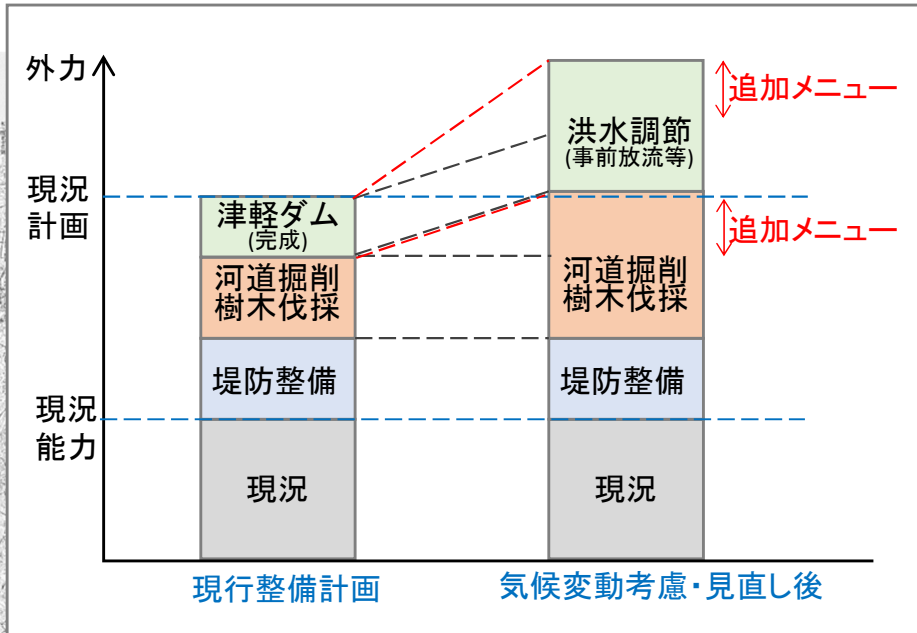 外力
現況
計画
現況
能力
津軽ダム
(完成)
河道掘削
樹木伐採
堤防整備
現況
洪水調節
(事前放流等)
河道掘削
樹木伐採
堤防整備
現況
追加メニュー
追加メニュー
現行整備計画
気候変動考慮・見直し後